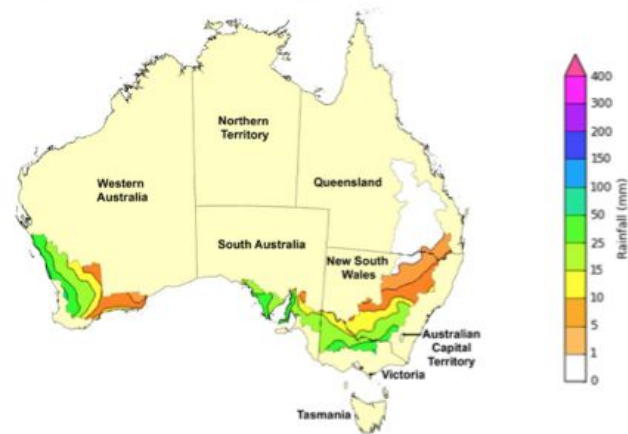 Northern
Territory
Western
Australia
Queensland
South Australia
New South
Wales
Australian
Capital
Territory
Victoria
Tasmania
400
300
200
150
100
50
25
15
10
5
1
0
Rainfall (mm)